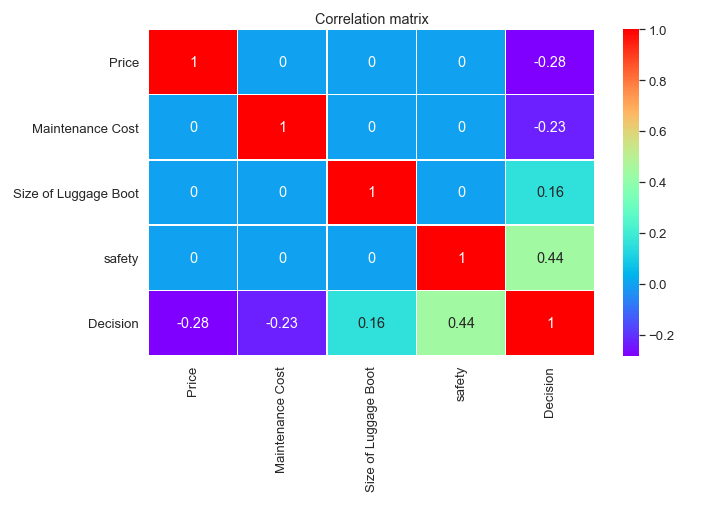 Correlation matrix
Price 1 0 0 0 -0.28
Maintenance Cost 0 1 0 0 -0.23
Size of Luggage Boot 0 0 1 0 0.16
safety 0 0 0 1 0.44
Decision -0.28 -0.23 0.16 0.44 1
Price
Maintenance Cost
Size of Luggage Boot
safety
Decision
1.0
0.8
0.6
0.4
0.2
0.0
−0.2